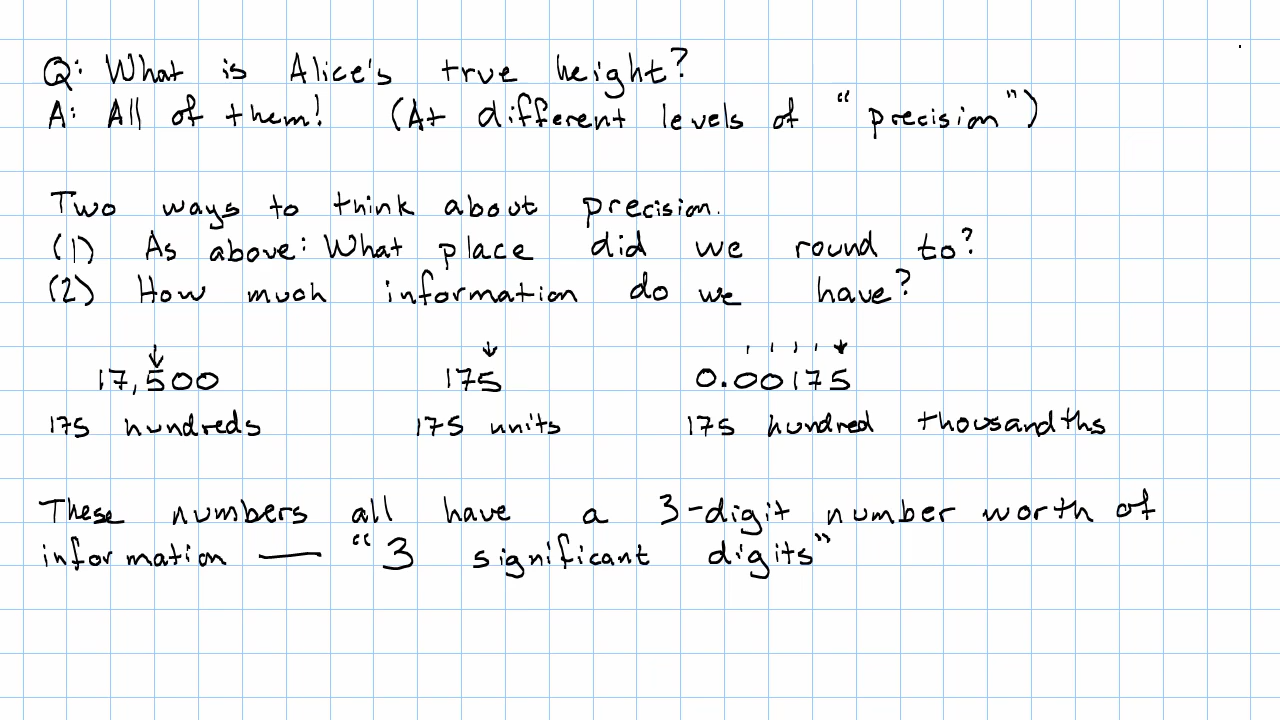 Q: What is Alice's true height?
A: All of them! (At different levels of "precision")
Two ways to think about precision.
(1) As above: What place did we round to?
(2) How much information do we have?
17,500 175 0.00175
175 hundreds 175 units 175 hundred thousandths
These numbers all have a 3-digit number worth of
information — "3 significant digits"